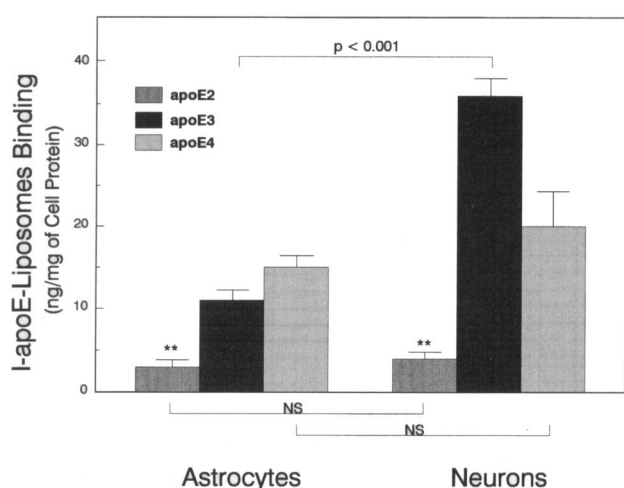 p < 0.001
40
30
20
10
0
apoE2
apoE3
apoE4
I-apoE-Liposomes Binding
(ng/mg of Cell Protein)
**
**
NS
NS
Astrocytes
Neurons